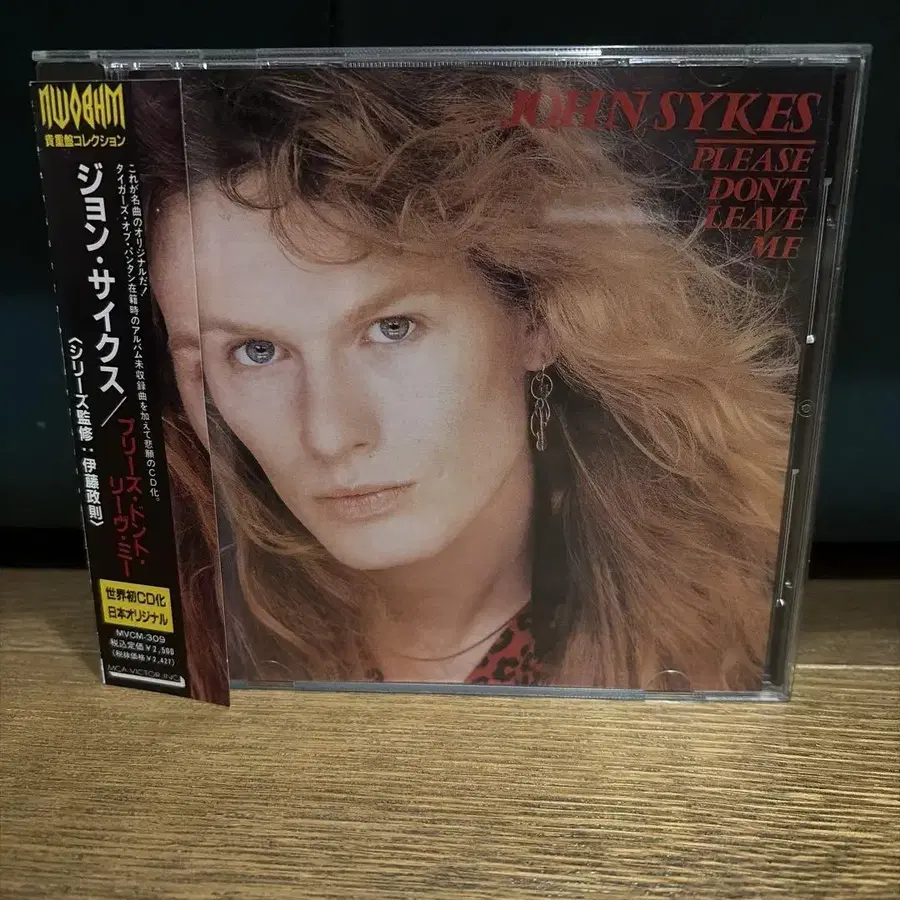 NWOBHM
貴重盤コレクション
これが名曲のオリジナルだ!
タイガーズ・オブ・パンタン在籍時のアルバム未収録曲を加えて悲願のCD化。
ジョン・サイクス/
プリーズ・ドント・
リーヴ・ミー
〈シリーズ監修:伊藤政則〉
世界初CD化
日本オリジナル
MVCM-309
税込定価¥2,500
(税抜価格¥2,427)
MCA VICTOR, INC.
JOHN SYKES
PLEASE
DON'T
LEAVE
ME